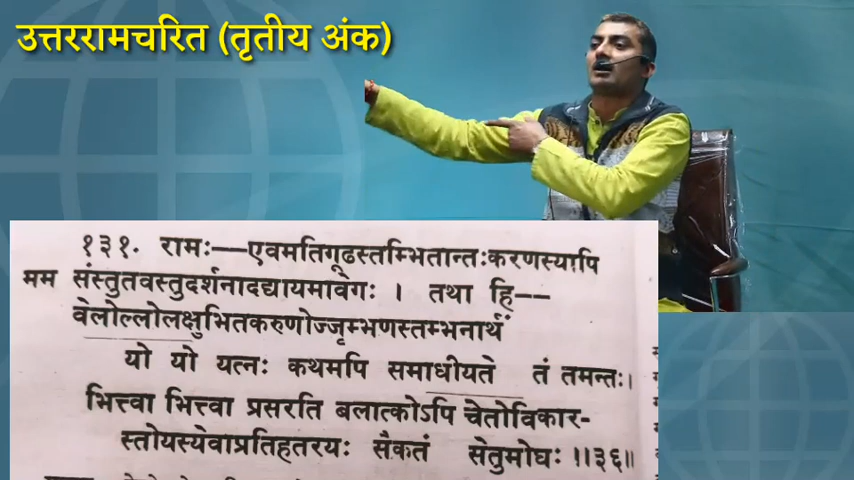 उत्तररामचरित (तृतीय अंक)
१३१. रामः—एवमतिगूढस्तम्भितान्तःकरणस्यापि
मम संस्तुतवस्तुदर्शनादद्यायमावेगः । तथा हि--
वेलोल्लोलक्षुभितकरुणोज्जृम्भणस्तम्भनार्थं
यो यो यत्नः कथमपि समाधीयते तं तमन्तः।
भित्त्वा भित्त्वा प्रसरति बलात्कोऽपि चेतोविकार-
स्तोयस्येवाप्रतिहतरयः सैकतं सेतुमोघः ।।३६॥